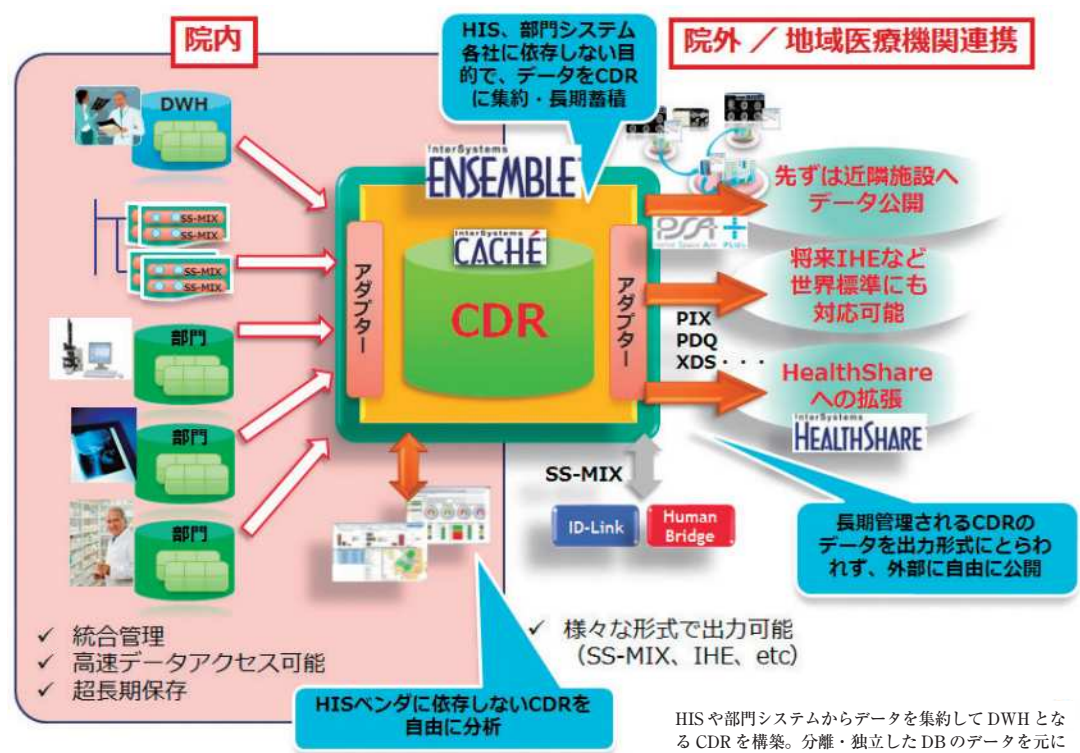 院内
HIS、部門システム
各社に依存しない目
的で、データをCDR
に集約・長期蓄積
院外 ／ 地域医療機関連携
DWH
SS-MIX
SS-MIX
SS-MIX
SS-MIX
部門
部門
部門
InterSystems
ENSEMBLE
InterSystems
CACHÉ
CDR
アダプター
アダプター
PSA+
先ずは近隣施設へ
データ公開
将来IHEなど
世界標準にも
対応可能
PIX
PDQ
XDS・・・
HealthShare
への拡張
InterSystems
HEALTHSHARE
SS-MIX
ID-Link
Human
Bridge
長期管理されるCDRの
データを出力形式にとらわ
れず、外部に自由に公開
✓ 統合管理
✓ 高速データアクセス可能
✓ 超長期保存
✓ 様々な形式で出力可能
（SS-MIX、IHE、etc）
HISベンダに依存しないCDRを
自由に分析
HISや部門システムからデータを集約してDWHとな
るCDRを構築。分離・独立したDBのデータを元に